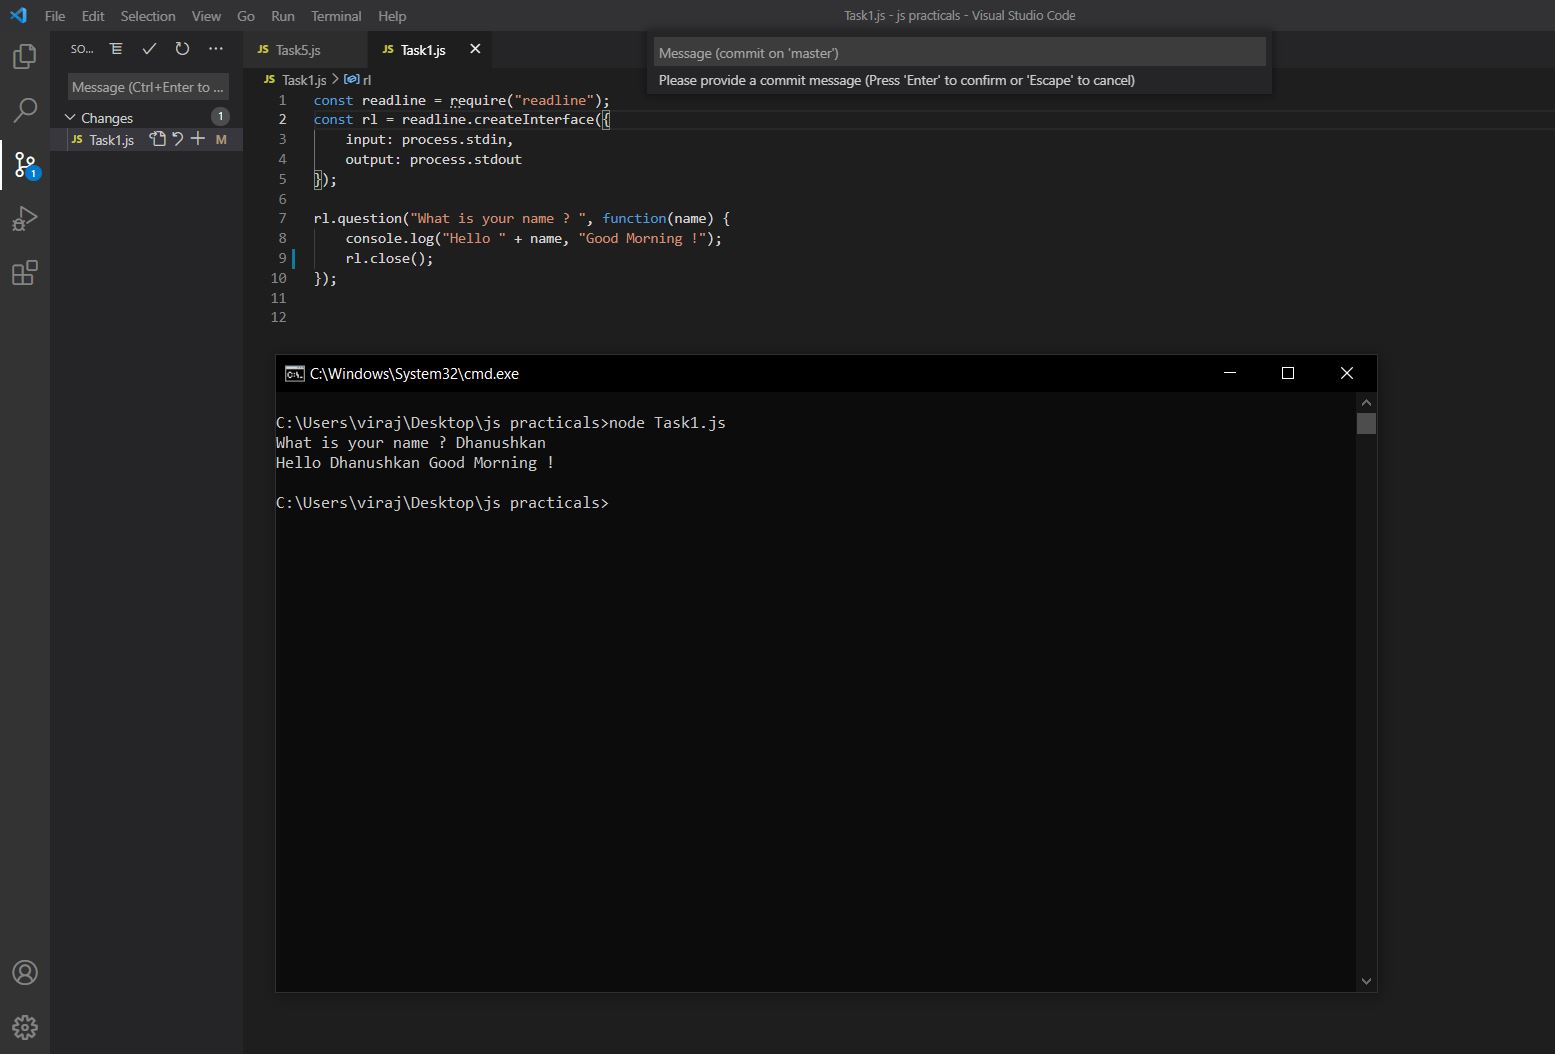 File Edit Selection View Go Run Terminal Help
Task1.js - js practicals - Visual Studio Code
SO...
Message (Ctrl+Enter to ...
Changes 1
JS Task1.js M
1
JS Task5.js
JS Task1.js
JS Task1.js > rl
Message (commit on 'master')
Please provide a commit message (Press 'Enter' to confirm or 'Escape' to cancel)
1 const readline = require("readline");
2 const rl = readline.createInterface({
3     input: process.stdin,
4     output: process.stdout
5 });
6
7 rl.question("What is your name ? ", function(name) {
8     console.log("Hello " + name, "Good Morning !");
9     rl.close();
10 });
11
12
C:\Windows\System32\cmd.exe
C:\Users\viraj\Desktop\js practicals>node Task1.js
What is your name ? Dhanushkan
Hello Dhanushkan Good Morning !
C:\Users\viraj\Desktop\js practicals>